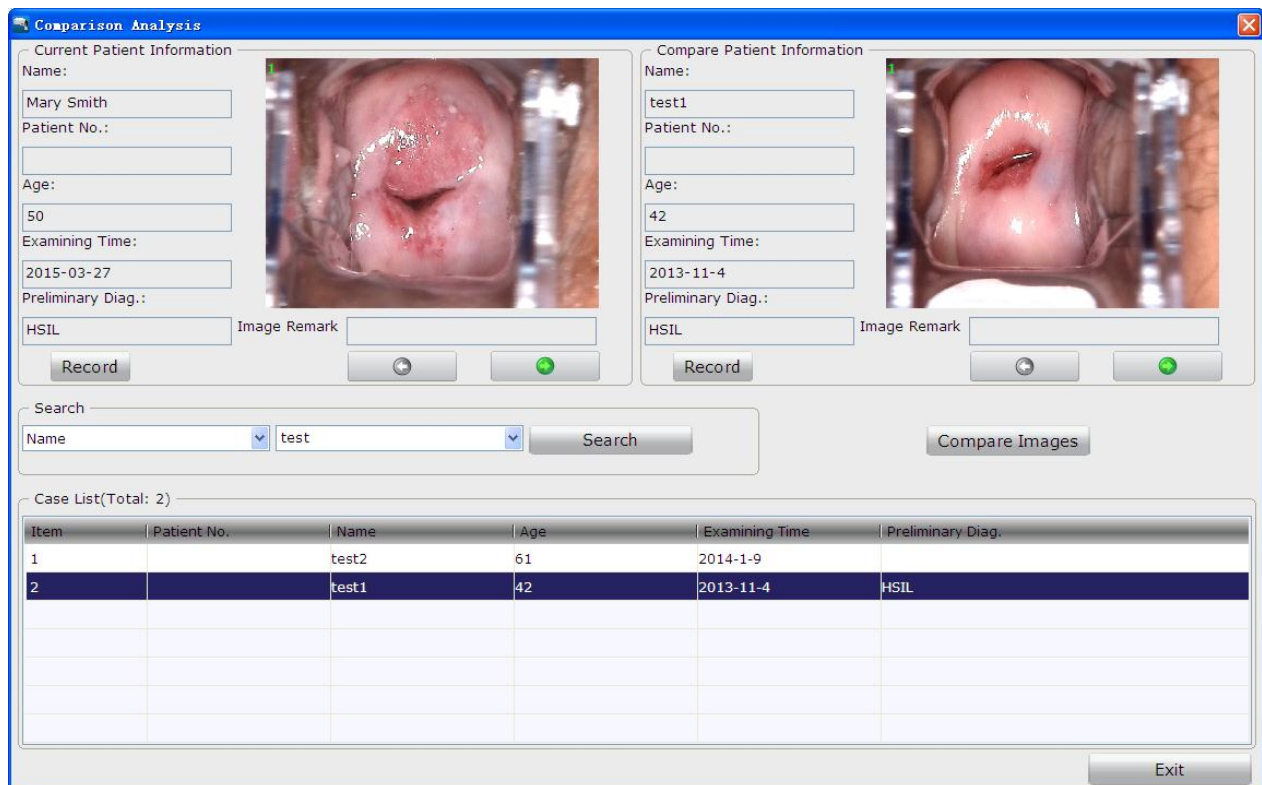 Comparison Analysis
Current Patient Information
Name:
Mary Smith
Patient No.:
Age:
50
Examining Time:
2015-03-27
Preliminary Diag.:
HSIL
Image Remark
Record
1
Compare Patient Information
Name:
test1
Patient No.:
Age:
42
Examining Time:
2013-11-4
Preliminary Diag.:
HSIL
Image Remark
Record
1
Search
Name test Search
Compare Images
Case List(Total: 2)
Item Patient No. Name Age Examining Time Preliminary Diag.
1 test2 61 2014-1-9
2 test1 42 2013-11-4 HSIL
Exit